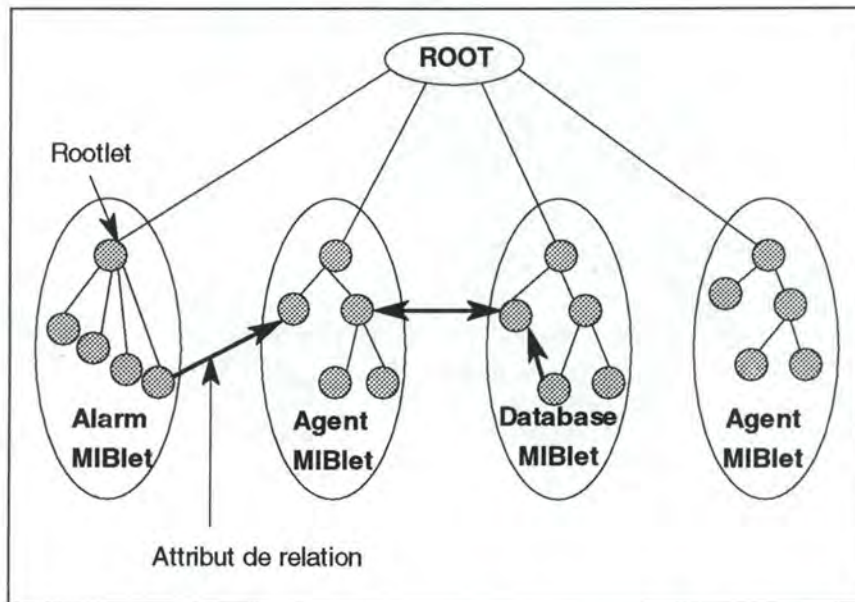 ROOT
Rootlet
Alarm
MIBlet
Agent
MIBlet
Database
MIBlet
Agent
MIBlet
Attribut de relation